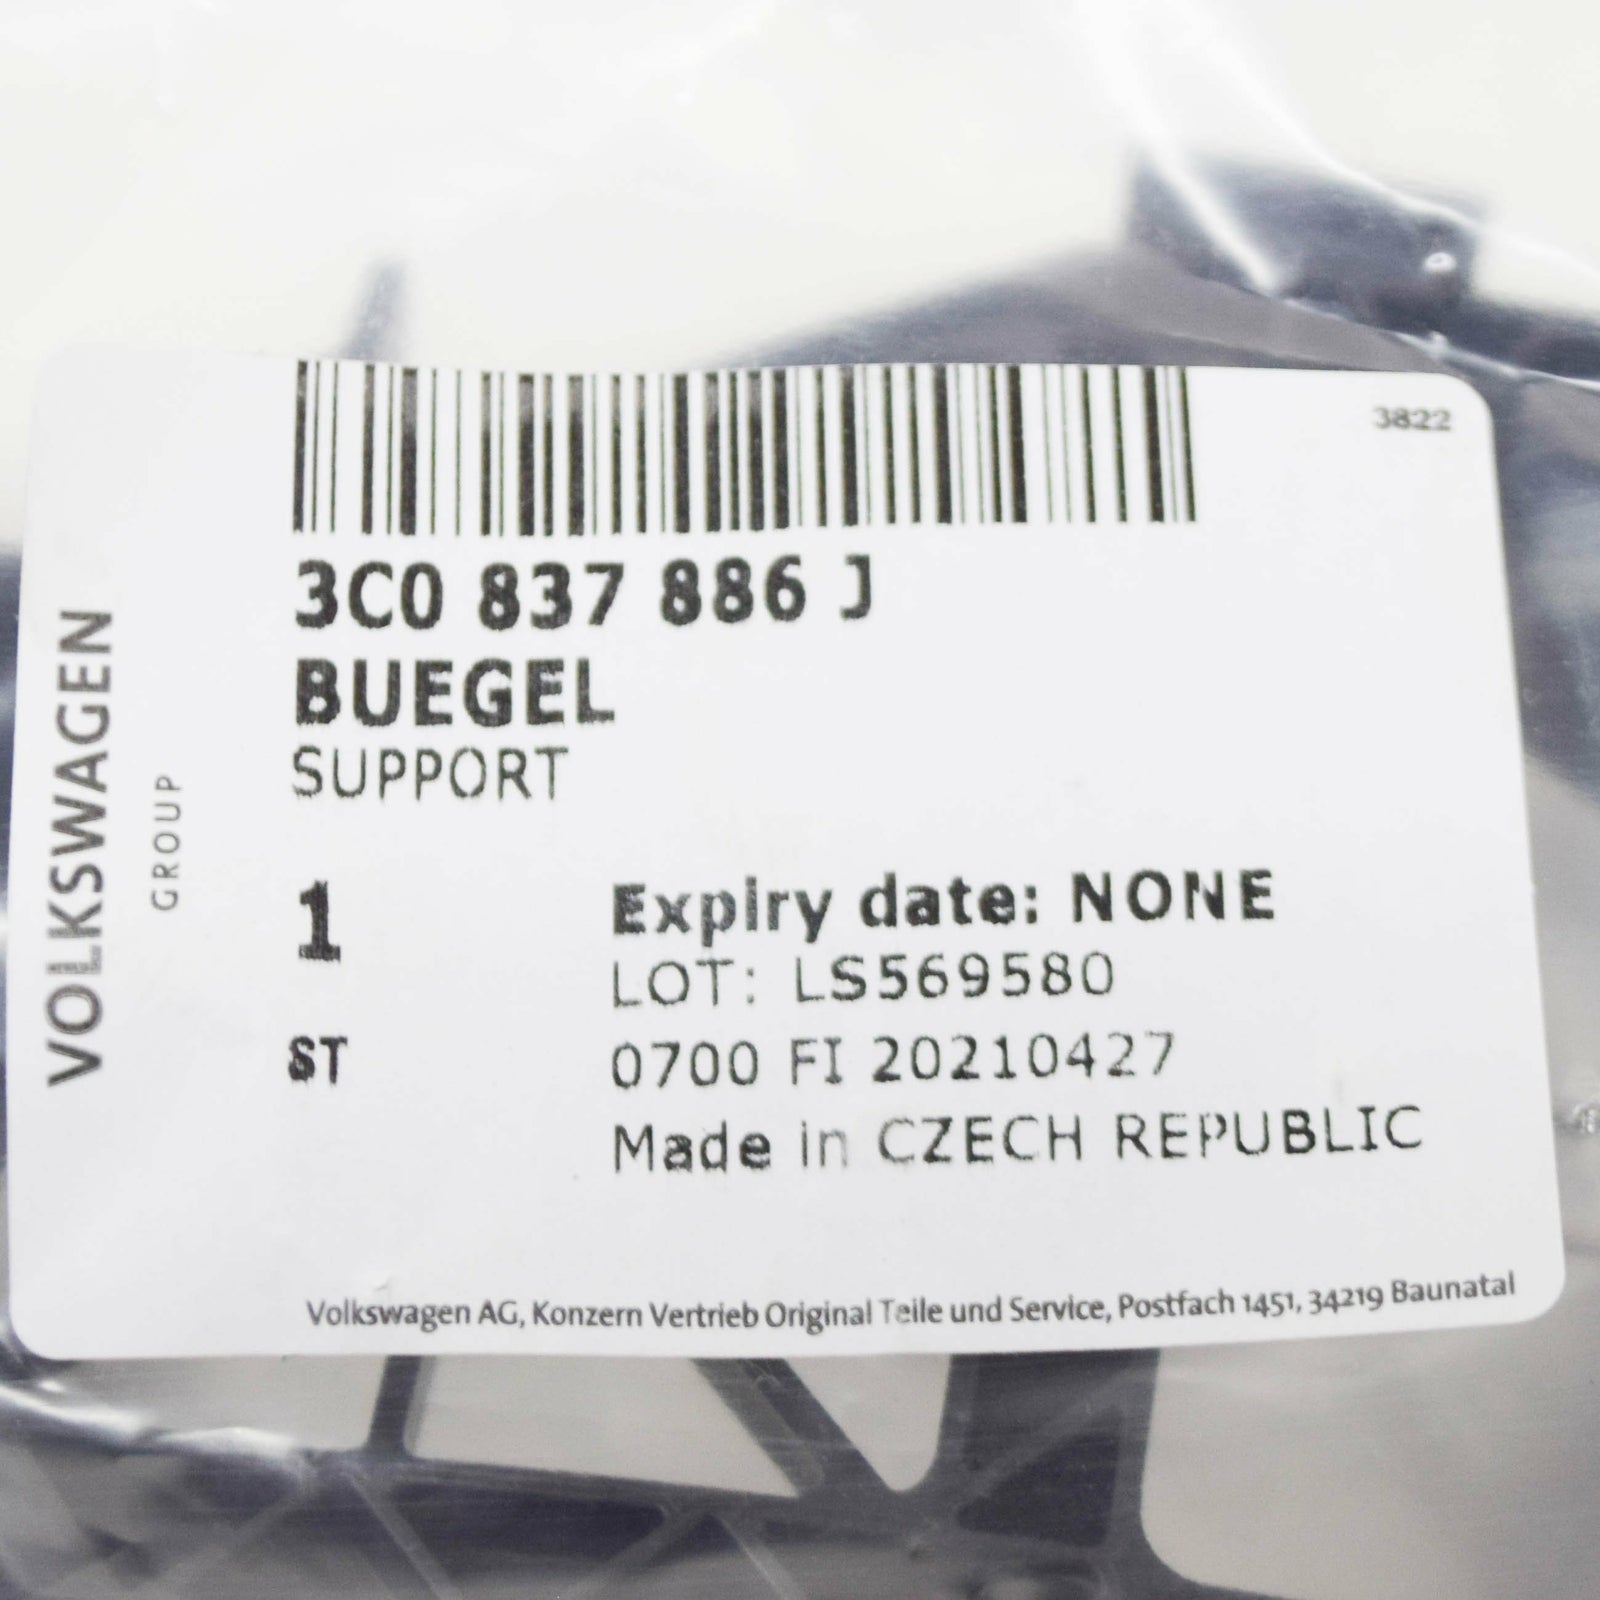 3822
3C0 837 886 J
BUEGEL
SUPPORT
1
Expiry date: NONE
LOT: LS569580
ST
0700 FI 20210427
Made in CZECH REPUBLIC
Volkswagen AG, Konzern Vertrieb Original Teile und Service, Postfach 1451, 34219 Baunatal
VOLKSWAGEN
GROUP